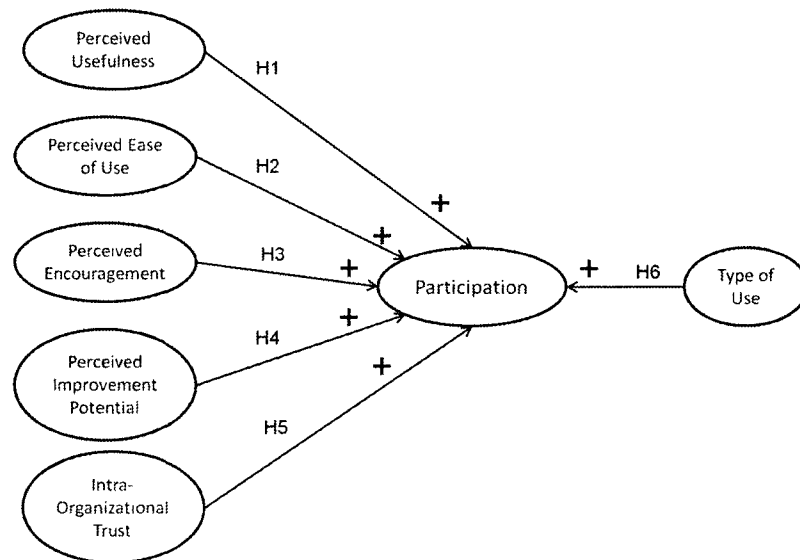 Perceived
Usefulness
H1
+
Perceived Ease
of Use
H2
+
Perceived
Encouragement
H3
+
Participation
+
H6
Type of
Use
Perceived
Improvement
Potential
H4
+
Intra-
Organizational
Trust
H5
+